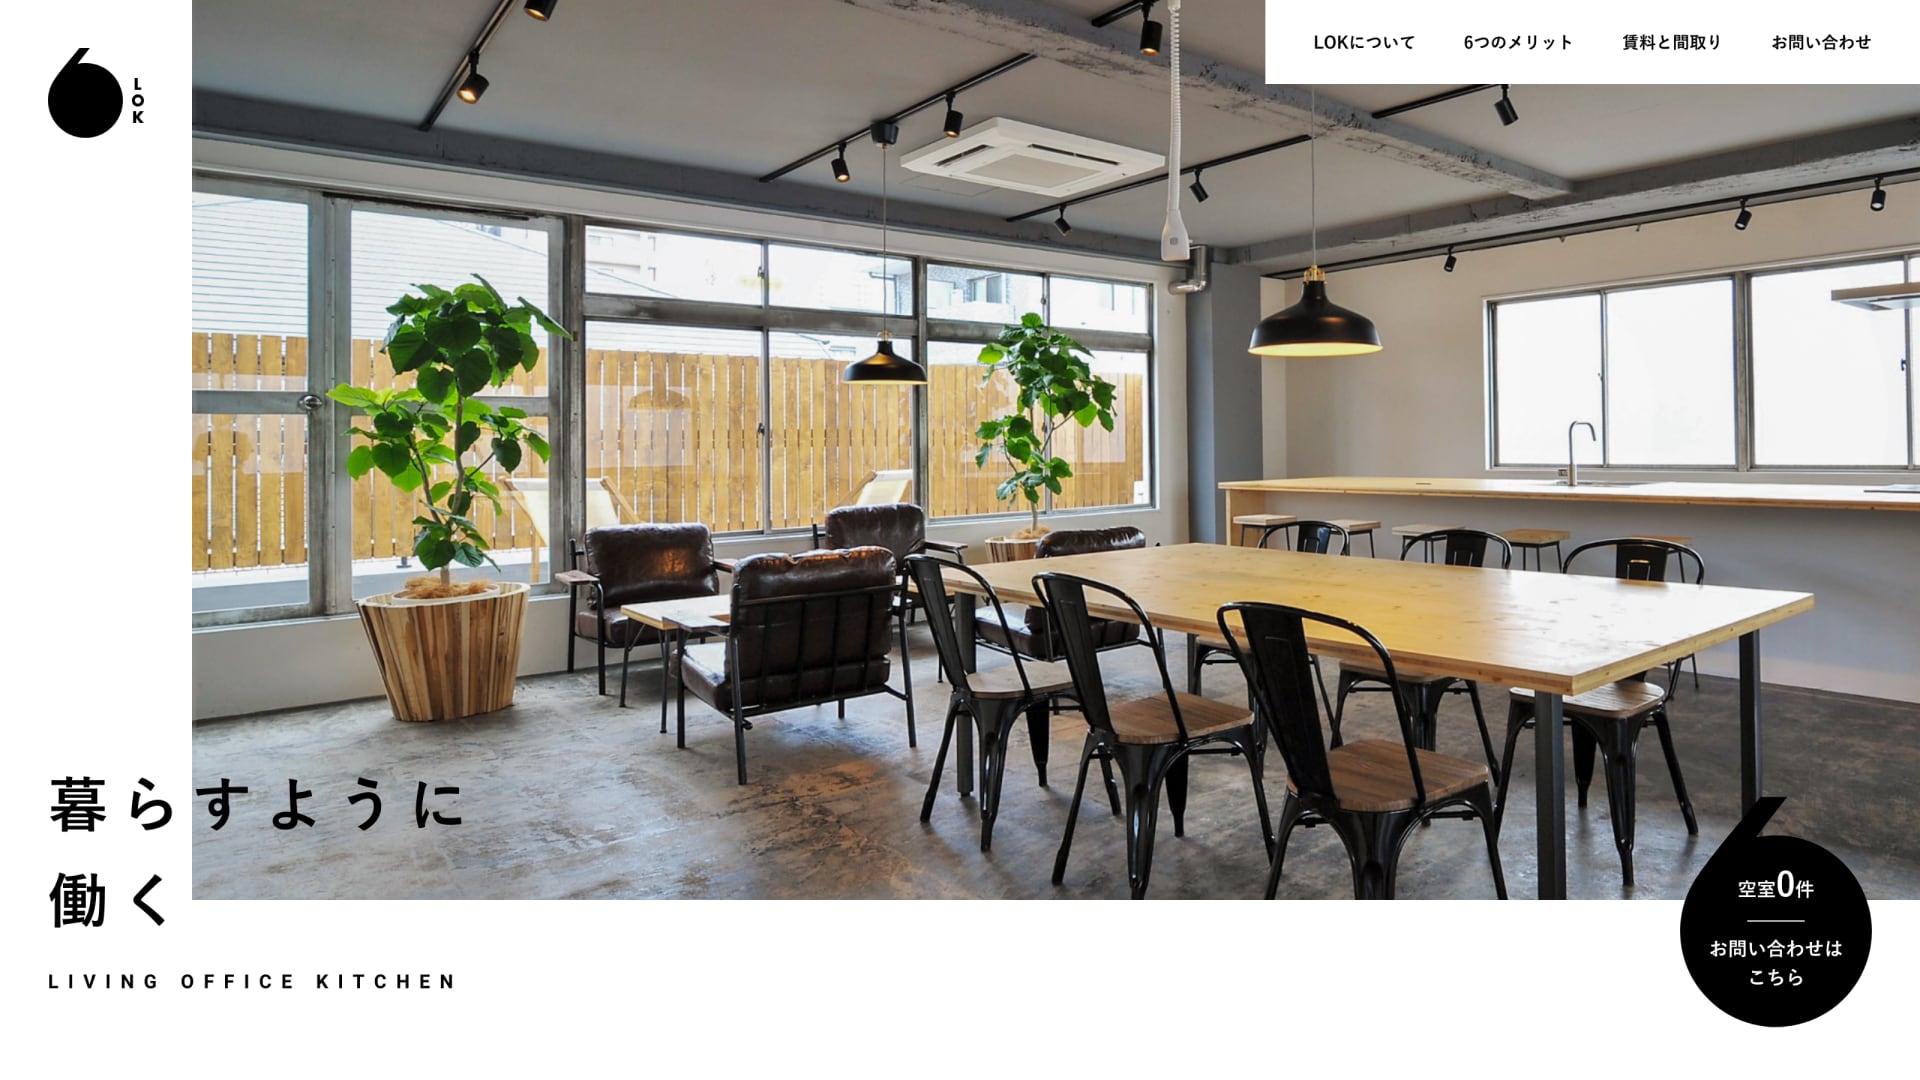 LOK
LOKについて
6つのメリット
賃料と間取り
お問い合わせ
暮らすように
働く
LIVING OFFICE KITCHEN
空室0件
お問い合わせは
こちら